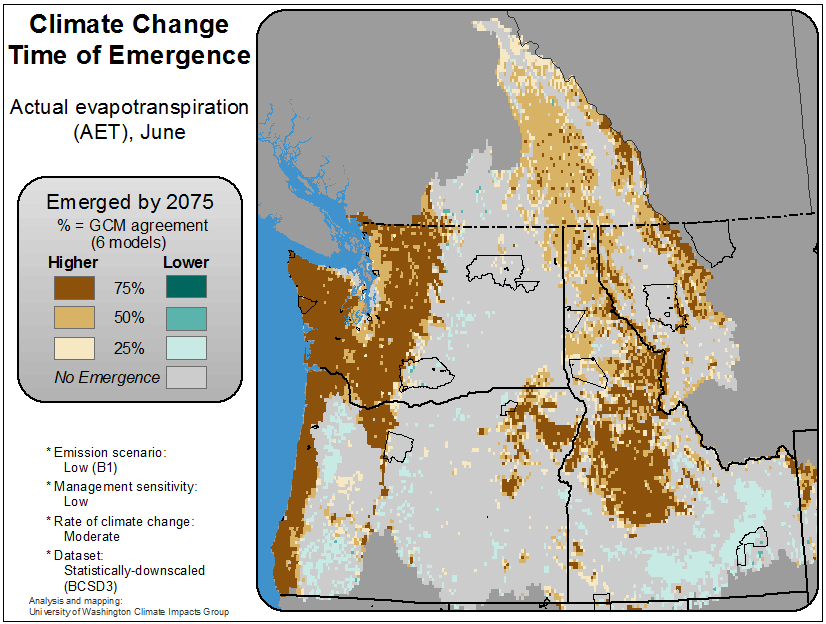 Climate Change
Time of Emergence
Actual evapotranspiration
(AET), June
Emerged by 2075
% = GCM agreement
(6 models)
Higher Lower
75%
50%
25%
No Emergence
* Emission scenario:
Low (B1)
* Management sensitivity:
Low
* Rate of climate change:
Moderate
* Dataset:
Statistically-downscaled
(BCSD3)
Analysis and mapping:
University of Washington Climate Impacts Group